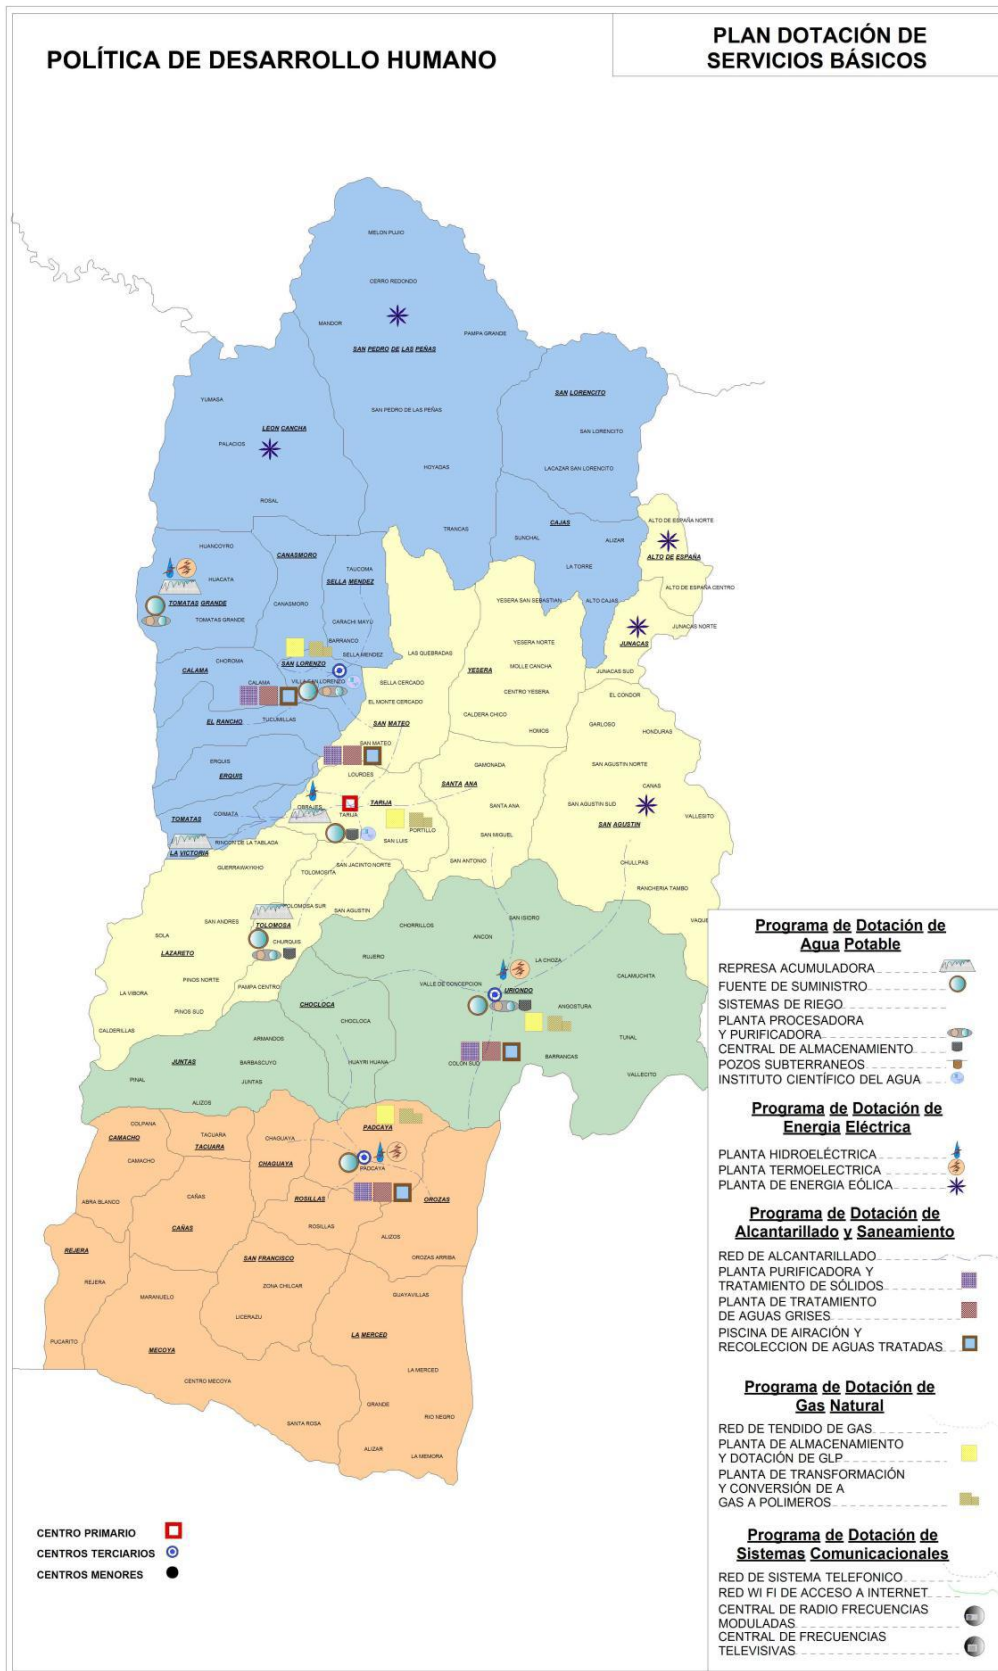 POLÍTICA DE DESARROLLO HUMANO
PLAN DOTACIÓN DE
SERVICIOS BÁSICOS
MELON PUJIO
CERRO REDONDO
MANDOR
PAMPA GRANDE
SAN PEDRO DE LAS PEÑAS
SAN LORENCITO
YUMASA
SAN PEDRO DE LAS PEÑAS
LEON CANCHA
SAN LORENCITO
PALACIOS
HOYADAS
LACAZAR SAN LORENCITO
ROSAL
TRANCAS
CAJAS
ALTO DE ESPAÑA NORTE
SUNCHAL
ALIZAR
HUANCOYRO
CANASMORO
ALTO DE ESPAÑA
LA TORRE
TAUCOMA
HUACATA
SELLA MENDEZ
ALTO DE ESPAÑA CENTRO
TOMATAS GRANDE
CANASMORO
YESERA SAN SEBASTIAN
ALTO CAJAS
TOMATAS GRANDE
CARACHI MAYU
JUNACAS NORTE
BARRANCO
YESERA NORTE
JUNACAS
SELLA MENDEZ
LAS QUEBRADAS
CHOROMA
SAN LORENZO
MOLLE CANCHA
YESERA
CALAMA
JUNACAS SUD
CALAMA
VILLA SAN LORENZO
SELLA CERCADO
CENTRO YESERA
EL CONDOR
EL MONTE CERCADO
CALDERA CHICO
EL RANCHO
TUCUMILLAS
SAN MATEO
GARLOSO
HONDURAS
HOMOS
SAN MATEO
ERQUIS
GAMONADA
SAN AGUSTIN NORTE
LOURDES
ERQUIS
SANTA ANA
CANAS
OBRAJES
TARIJA
SANTA ANA
SAN AGUSTIN SUD
COIMATA
TARIJA
VALLESITO
TOMATAS
SAN AGUSTIN
PORTILLO
SAN MIGUEL
RINCON DE LA TABLADA
SAN LUIS
LA VICTORIA
SAN ANTONIO
CHULLPAS
GUERRAWAYKHO
SAN JACINTO NORTE
TOLOMOSITA
RANCHERIA TAMBO
TOLOMOSA SUR
SAN AGUSTIN
SAN ANDRES
TOLOMOSA
CHORRILLOS
SAN ISIDRO
VAQUE
SOLA
CHURQUIS
ANCON
LAZARETO
RUJERO
LA CHOZA
PINOS NORTE
PAMPA CENTRO
VALLE DE CONCEPCION
URIONDO
CALAMUCHITA
LA VIBORA
CHOCLOCA
ANGOSTURA
PINOS SUD
CHOCLOCA
CALDERILLAS
ARMANDOS
TUNAL
BARRANCAS
JUNTAS
BARBASCUYO
HUAYRI HUANA
COLON SUD
PINAL
JUNTAS
VALLECITO
ALIZOS
COLPANA
PADCAYA
CAMACHO
TACUARA
CHAGUAYA
TACUARA
CAMACHO
CHAGUAYA
PADCAYA
ABRA BLANCO
CAÑAS
ROSILLAS
OROZAS
CAÑAS
ROSILLAS
ALIZOS
REJERA
SAN FRANCISCO
OROZAS ARRIBA
REJERA
ZONA CHILCAR
MARANUELO
GUAYAVILLAS
LICERAZU
LA MERCED
PUCARITO
MECOYA
LA MERCED
CENTRO MECOYA
GRANDE
RIO NEGRO
SANTA ROSA
ALIZAR
LA MEMORA
CENTRO PRIMARIO
CENTROS TERCIARIOS
CENTROS MENORES
Programa de Dotación de
Agua Potable
REPRESA ACUMULADORA
FUENTE DE SUMINISTRO
SISTEMAS DE RIEGO
PLANTA PROCESADORA
Y PURIFICADORA
CENTRAL DE ALMACENAMIENTO
POZOS SUBTERRANEOS
INSTITUTO CIENTÍFICO DEL AGUA
Programa de Dotación de
Energia Eléctrica
PLANTA HIDROELÉCTRICA
PLANTA TERMOELECTRICA
PLANTA DE ENERGIA EÓLICA
Programa de Dotación de
Alcantarillado y Saneamiento
RED DE ALCANTARILLADO
PLANTA PURIFICADORA Y
TRATAMIENTO DE SÓLIDOS
PLANTA DE TRATAMIENTO
DE AGUAS GRISES
PISCINA DE AIRACIÓN Y
RECOLECCION DE AGUAS TRATADAS
Programa de Dotación de
Gas Natural
RED DE TENDIDO DE GAS
PLANTA DE ALMACENAMIENTO
Y DOTACIÓN DE GLP
PLANTA DE TRANSFORMACIÓN
Y CONVERSIÓN DE A
GAS A POLIMEROS
Programa de Dotación de
Sistemas Comunicacionales
RED DE SISTEMA TELEFONICO
RED WI FI DE ACCESO A INTERNET
CENTRAL DE RADIO FRECUENCIAS
MODULADAS
CENTRAL DE FRECUENCIAS
TELEVISIVAS